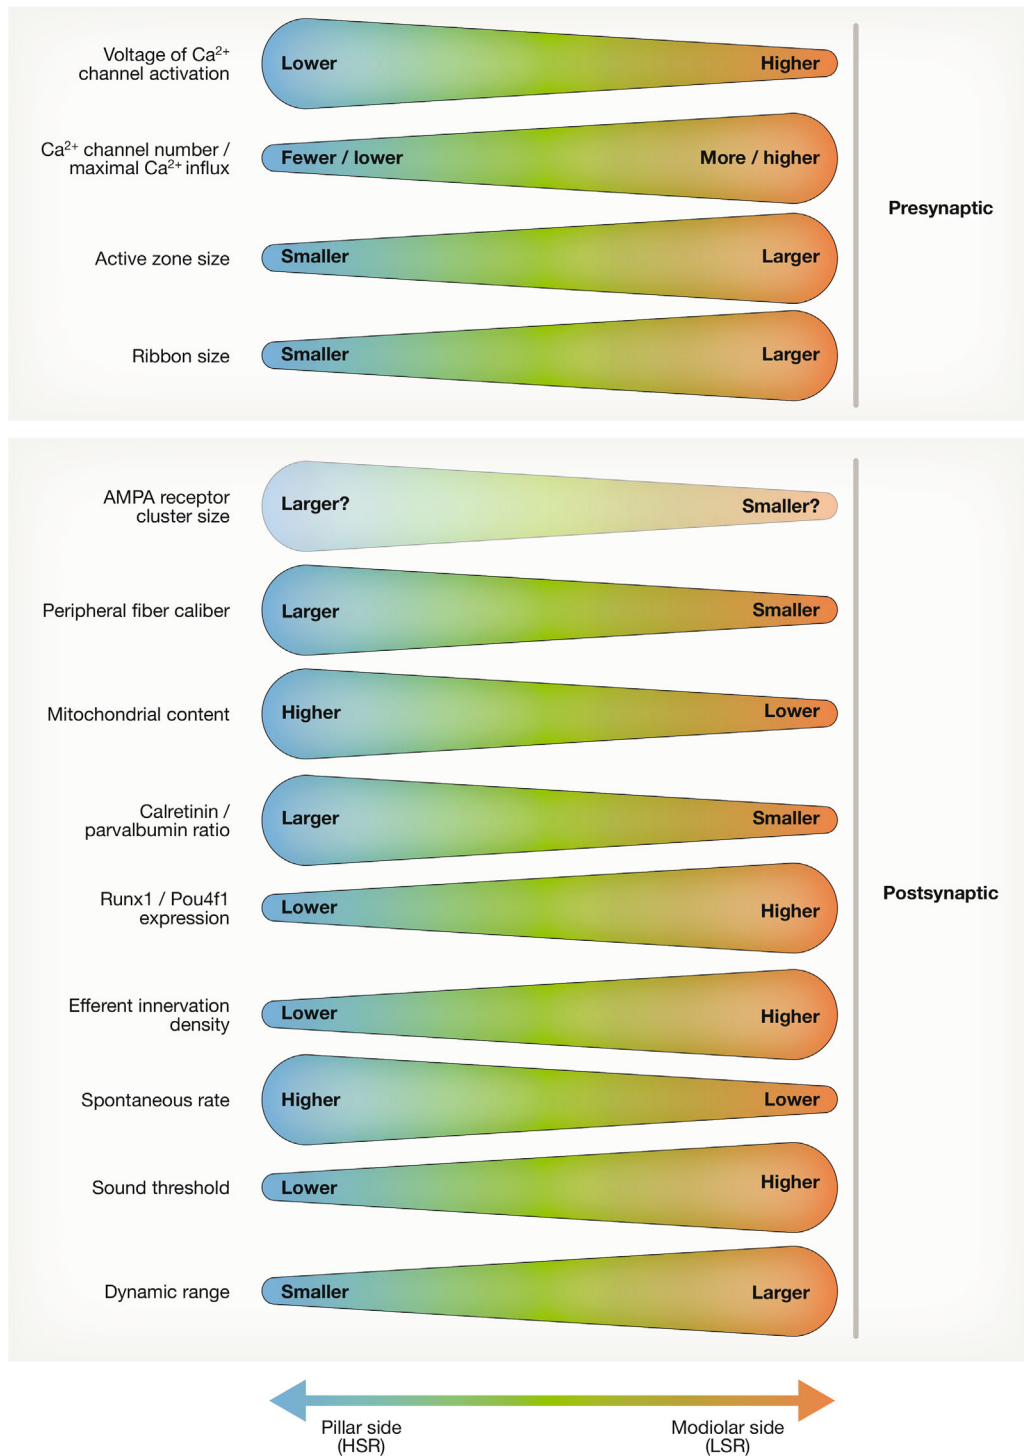 Voltage of Ca²⁺
channel activation
Lower
Higher
Ca²⁺ channel number /
maximal Ca²⁺ influx
Fewer / lower
More / higher
Presynaptic
Active zone size
Smaller
Larger
Ribbon size
Smaller
Larger
AMPA receptor
cluster size
Larger?
Smaller?
Peripheral fiber caliber
Larger
Smaller
Mitochondrial content
Higher
Lower
Calretinin /
parvalbumin ratio
Larger
Smaller
Runx1 / Pou4f1
expression
Lower
Higher
Postsynaptic
Efferent innervation
density
Lower
Higher
Spontaneous rate
Higher
Lower
Sound threshold
Lower
Higher
Dynamic range
Smaller
Larger
Pillar side
(HSR)
Modiolar side
(LSR)